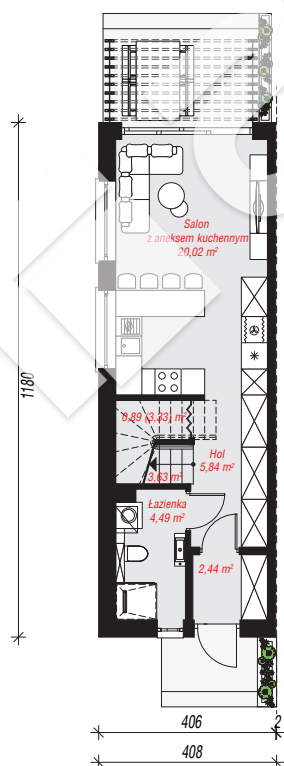 Salon
z aneksem kuchennym
20,02 m²
1180
0,89 (3,33) m²
Hol
5,84 m²
3,63 m²
Łazienka
4,49 m²
2,44 m²
406 2
408